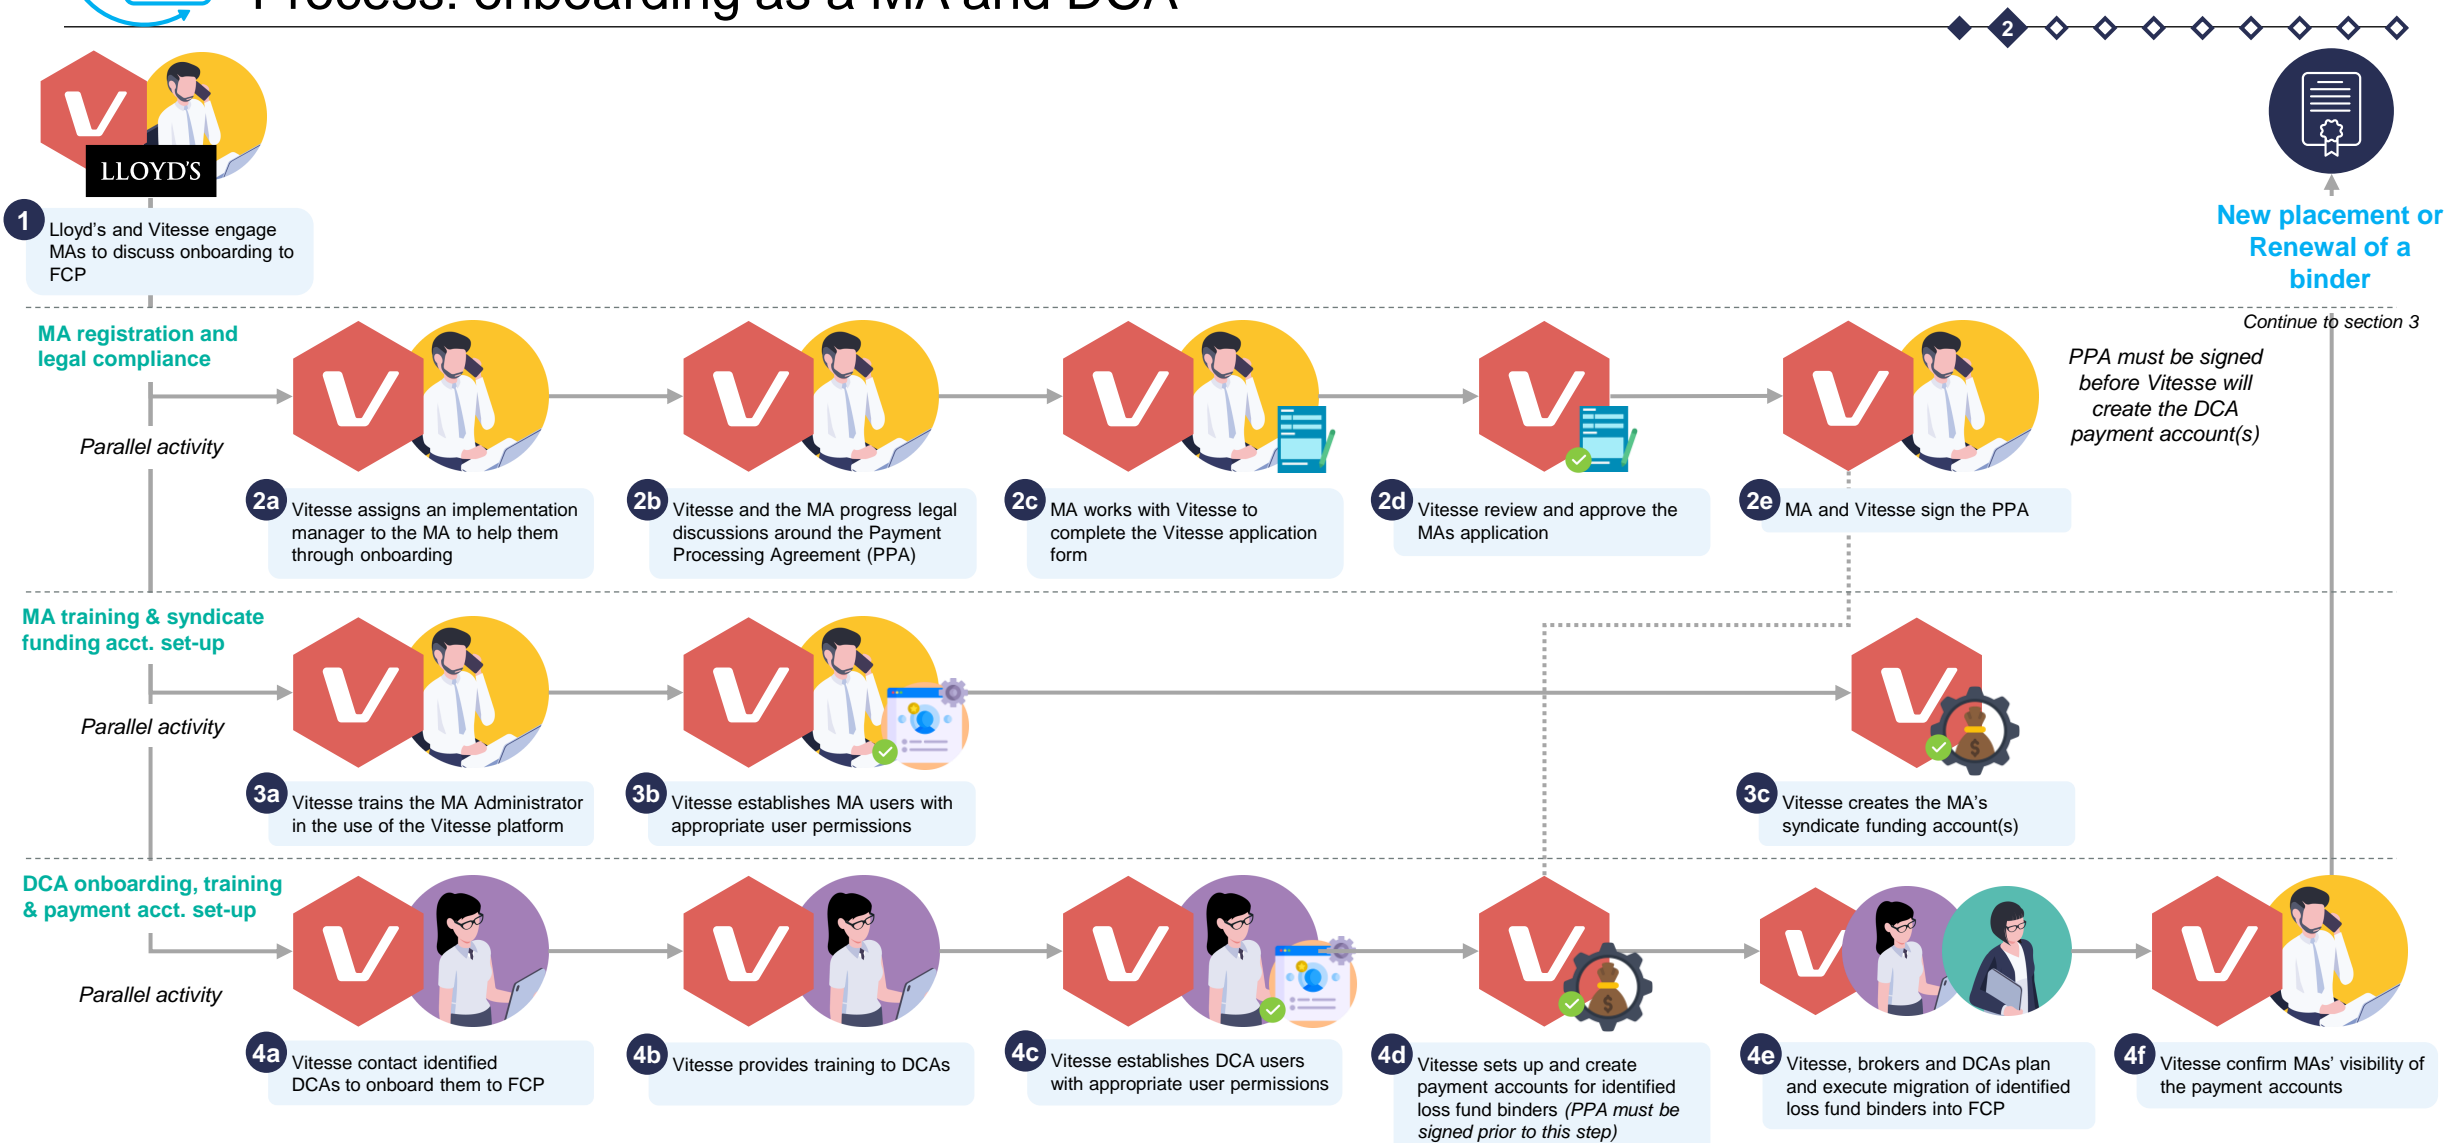 Process: onboarding as a MA and DCA
2
LLOYD'S
1
Lloyd's and Vitesse engage
MAs to discuss onboarding to
FCP
New placement or
Renewal of a
binder
Continue to section 3
MA registration and
legal compliance
Parallel activity
PPA must be signed
before Vitesse will
create the DCA
payment account(s)
2a
Vitesse assigns an implementation
manager to the MA to help them
through onboarding
2b
Vitesse and the MA progress legal
discussions around the Payment
Processing Agreement (PPA)
2c
MA works with Vitesse to
complete the Vitesse application
form
2d
Vitesse review and approve the
MAs application
2e
MA and Vitesse sign the PPA
MA training & syndicate
funding acct. set-up
Parallel activity
3a
Vitesse trains the MA Administrator
in the use of the Vitesse platform
3b
Vitesse establishes MA users with
appropriate user permissions
3c
Vitesse creates the MA's
syndicate funding account(s)
DCA onboarding, training
& payment acct. set-up
Parallel activity
4a
Vitesse contact identified
DCAs to onboard them to FCP
4b
Vitesse provides training to DCAs
4c
Vitesse establishes DCA users
with appropriate user permissions
4d
Vitesse sets up and create
payment accounts for identified
loss fund binders (PPA must be
signed prior to this step)
4e
Vitesse, brokers and DCAs plan
and execute migration of identified
loss fund binders into FCP
4f
Vitesse confirm MAs' visibility of
the payment accounts